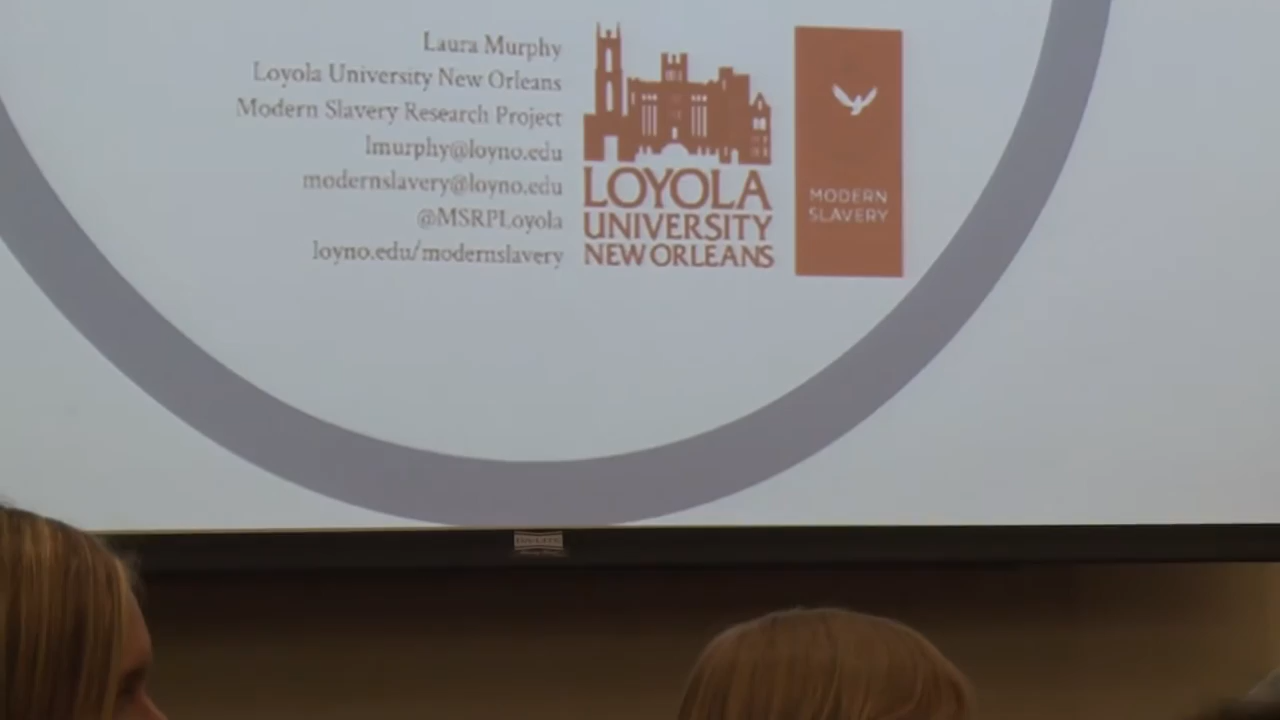 Laura Murphy
Loyola University New Orleans
Modern Slavery Research Project
lmurphy@loyno.edu
modernslavery@loyno.edu
@MSRPLoyola
loyno.edu/modernslavery
LOYOLA
UNIVERSITY
NEW ORLEANS
MODERN
SLAVERY